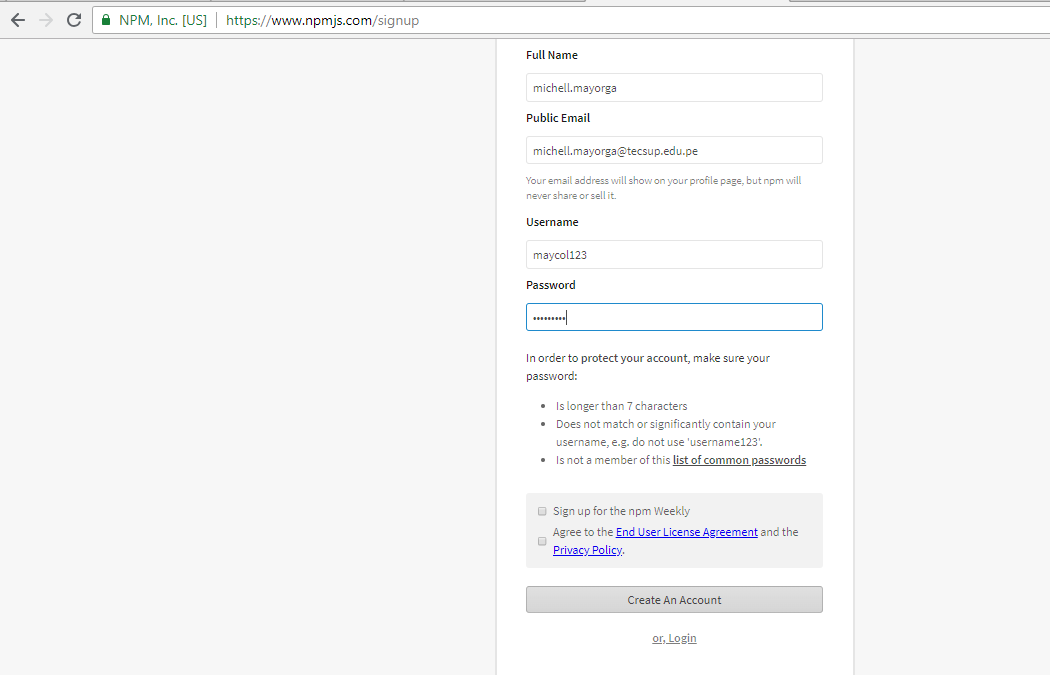 NPM, Inc. [US] https://www.npmjs.com/signup
Full Name
michell.mayorga
Public Email
michell.mayorga@tecsup.edu.pe
Your email address will show on your profile page, but npm will
never share or sell it.
Username
maycol123
Password
•••••••••
In order to protect your account, make sure your
password:
• Is longer than 7 characters
• Does not match or significantly contain your
username, e.g. do not use 'username123'.
• Is not a member of this list of common passwords
Sign up for the npm Weekly
Agree to the End User License Agreement and the
Privacy Policy.
Create An Account
or, Login